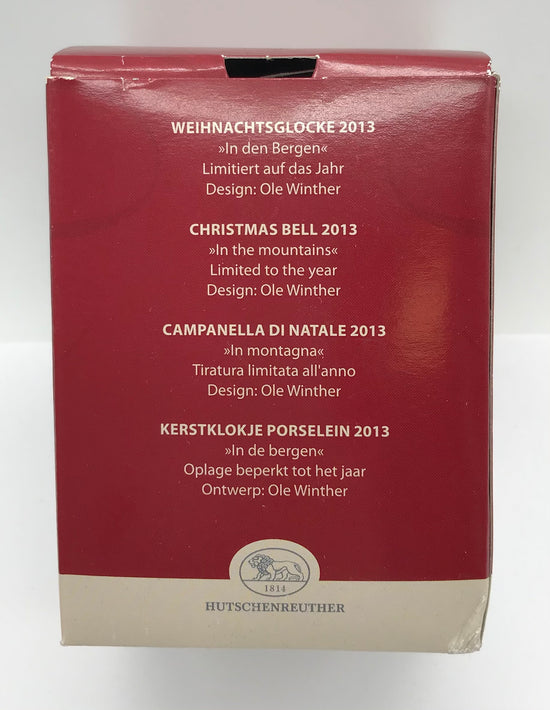 WEIHNACHTSGLOCKE 2013
»In den Bergen«
Limitiert auf das Jahr
Design: Ole Winther
CHRISTMAS BELL 2013
»In the mountains«
Limited to the year
Design: Ole Winther
CAMPANELLA DI NATALE 2013
»In montagna«
Tiratura limitata all'anno
Design: Ole Winther
KERSTKLOKJE PORSELEIN 2013
»In de bergen«
Oplage beperkt tot het jaar
Ontwerp: Ole Winther
1814
HUTSCHENREUTHER